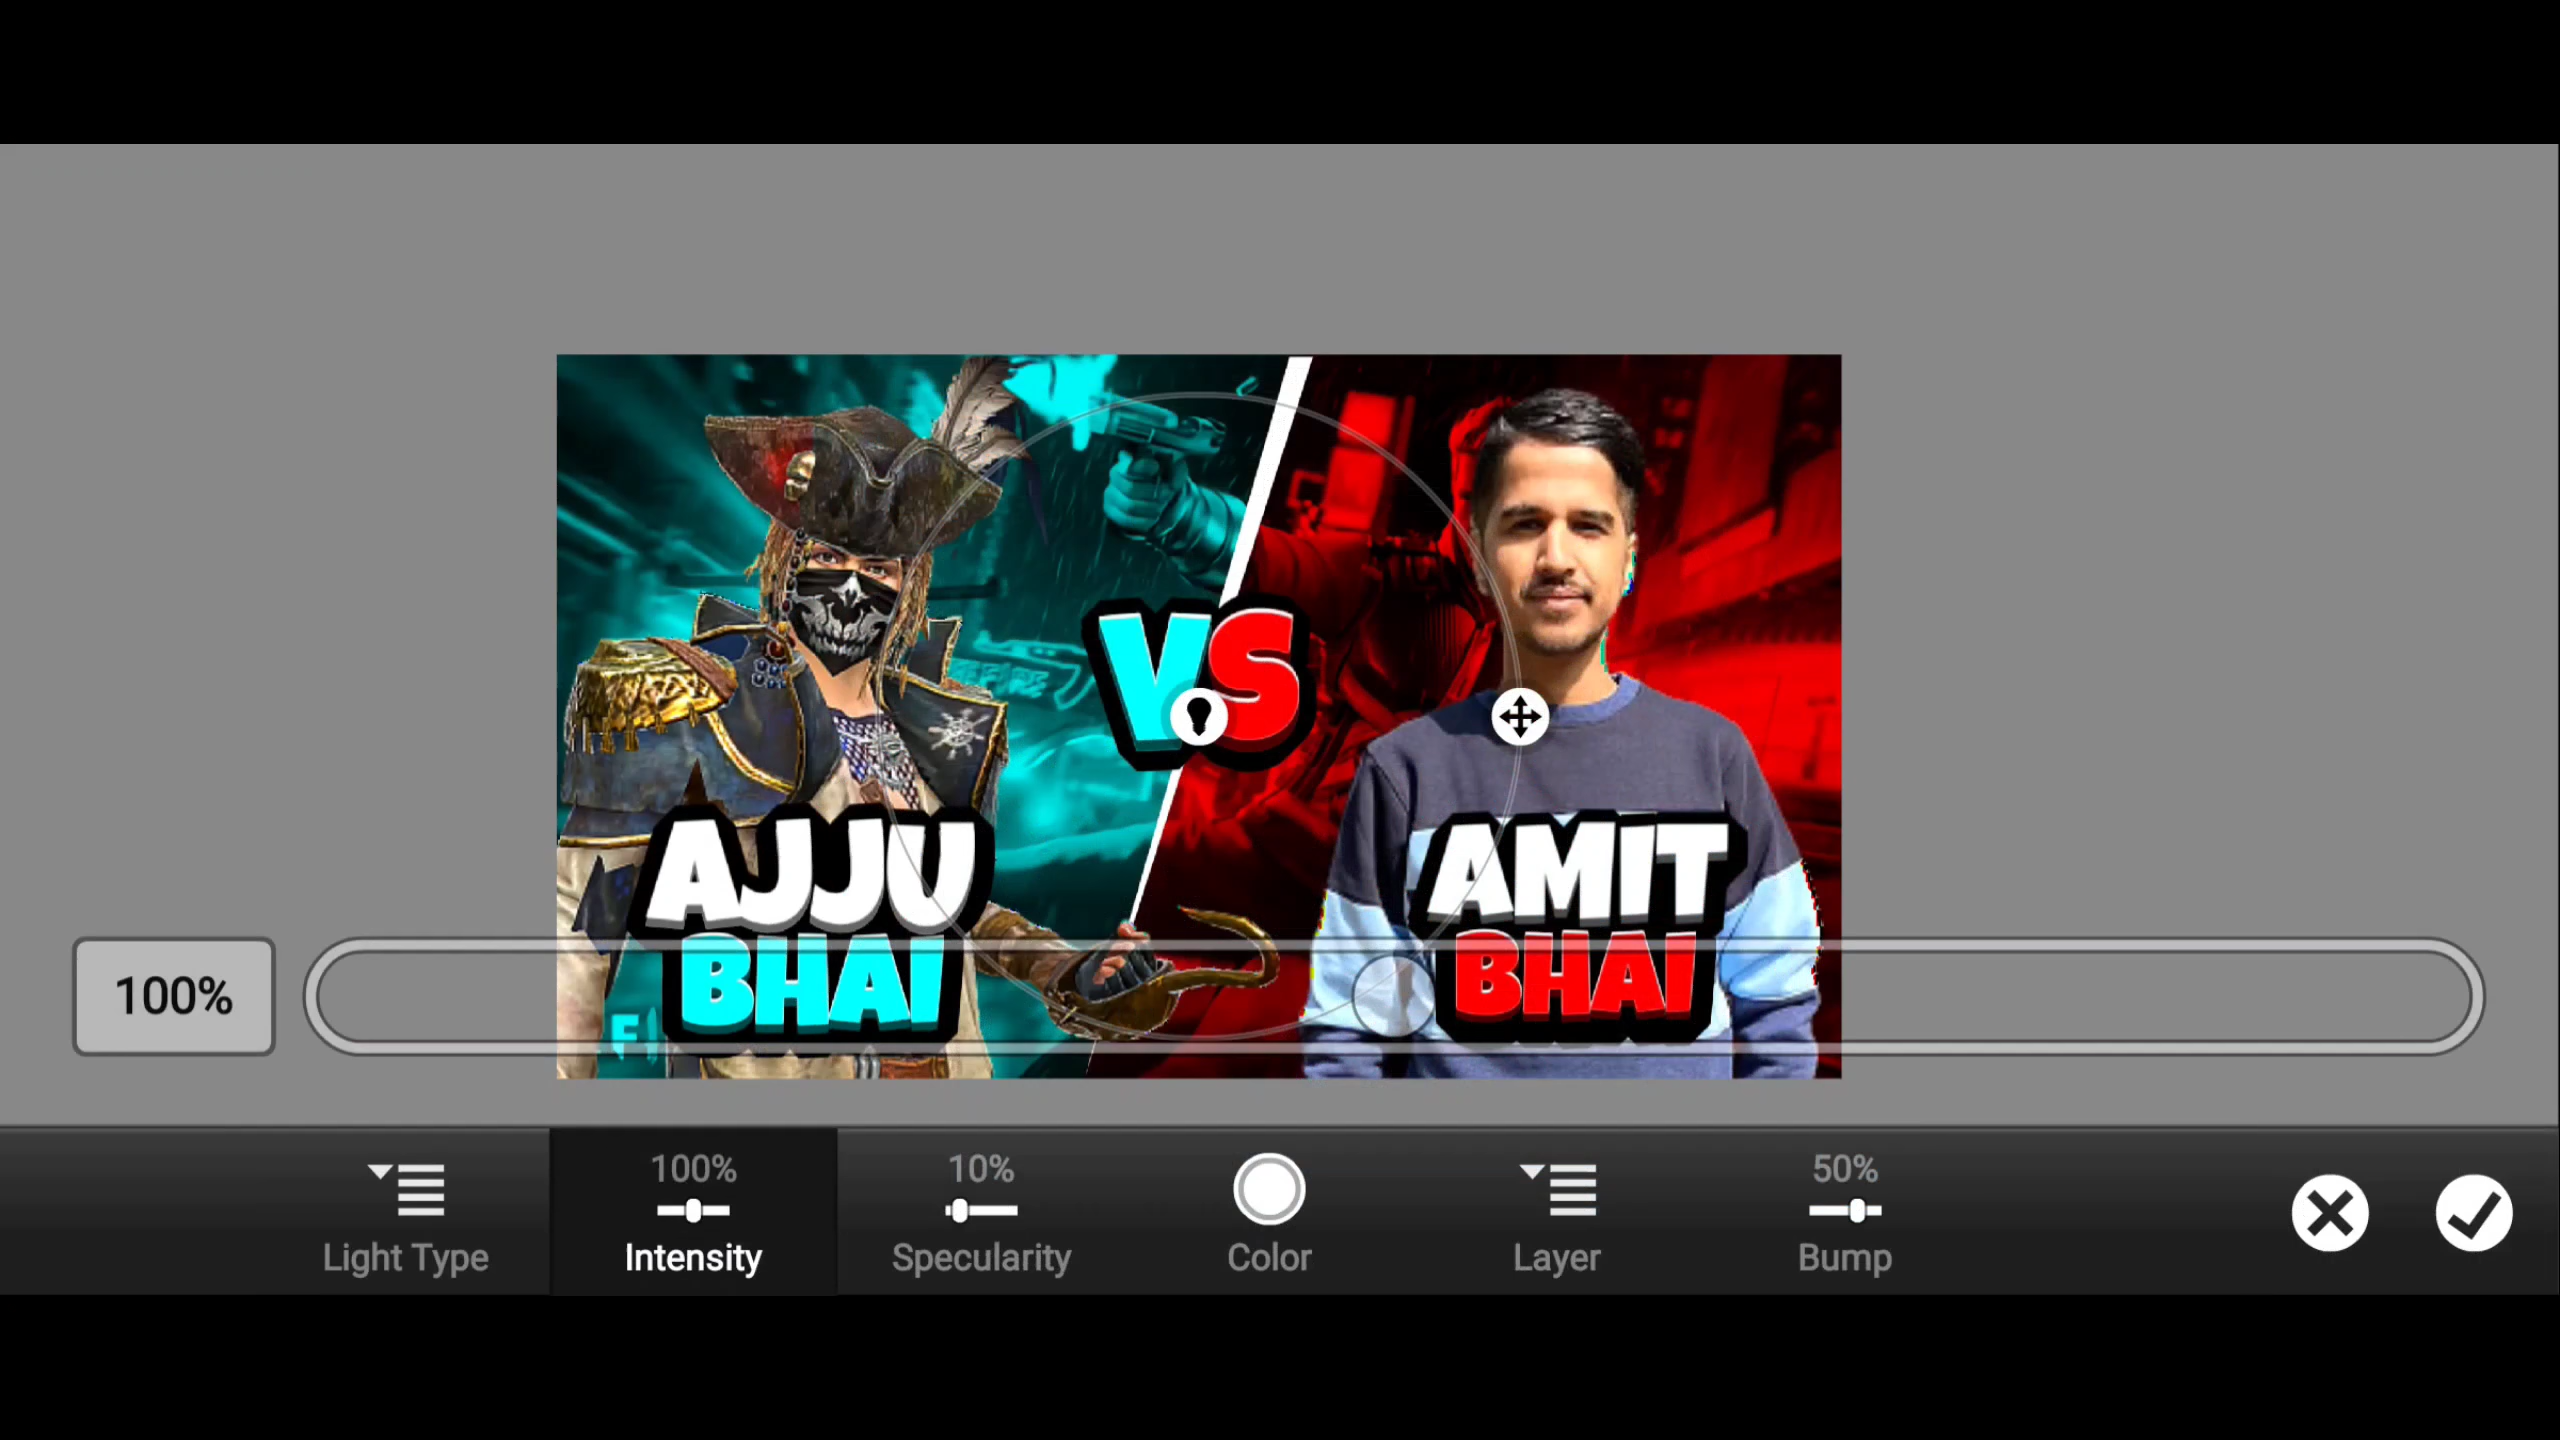 VS
AJJU
BHAI
AMIT
BHAI
100%
100%
10%
50%
Light Type
Intensity
Specularity
Color
Layer
Bump